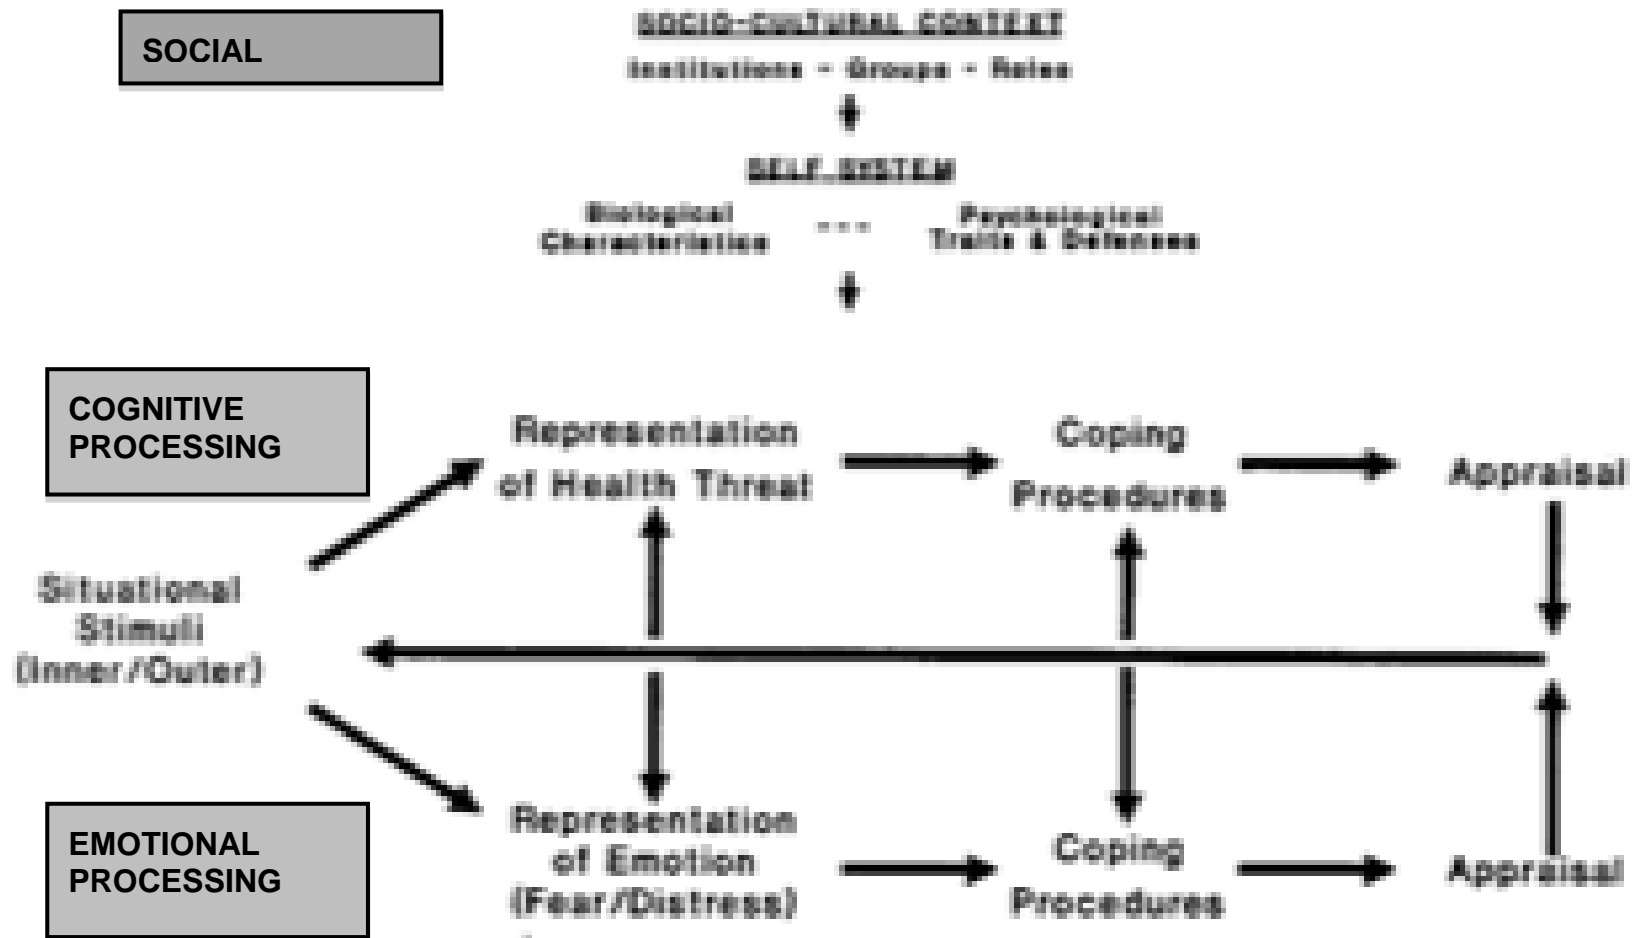 SOCIAL
SOCIO-CULTURAL CONTEXT
Institutions - Groups - Roles
SELF SYSTEM
Biological
Characteristics
---
Psychological
Traits & Defenses
COGNITIVE
PROCESSING
Representation
of Health Threat
Coping
Procedures
Appraisal
Situational
Stimuli
(Inner/Outer)
EMOTIONAL
PROCESSING
Representation
of Emotion
(Fear/Distress)
Coping
Procedures
Appraisal